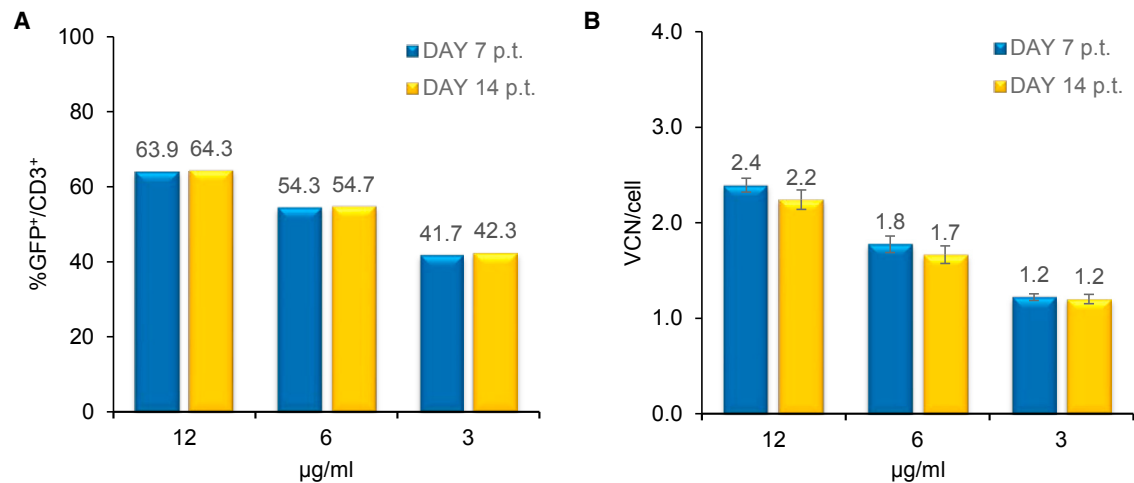 A
100
80
60
40
20
0
%GFP⁺/CD3⁺
DAY 7 p.t.
DAY 14 p.t.
63.9 64.3
54.3 54.7
41.7 42.3
12 6 3
µg/ml
B
4.0
3.0
2.0
1.0
0.0
VCN/cell
DAY 7 p.t.
DAY 14 p.t.
2.4 2.2
1.8 1.7
1.2 1.2
12 6 3
µg/ml